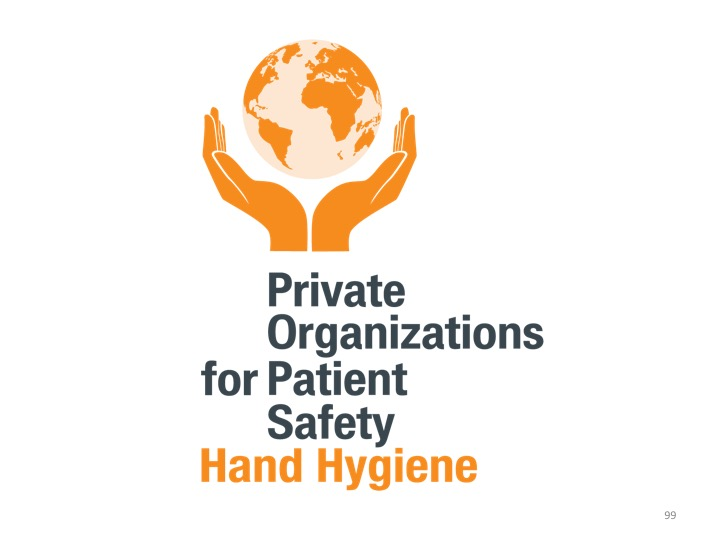 Private
Organizations
for Patient
Safety
Hand Hygiene
99